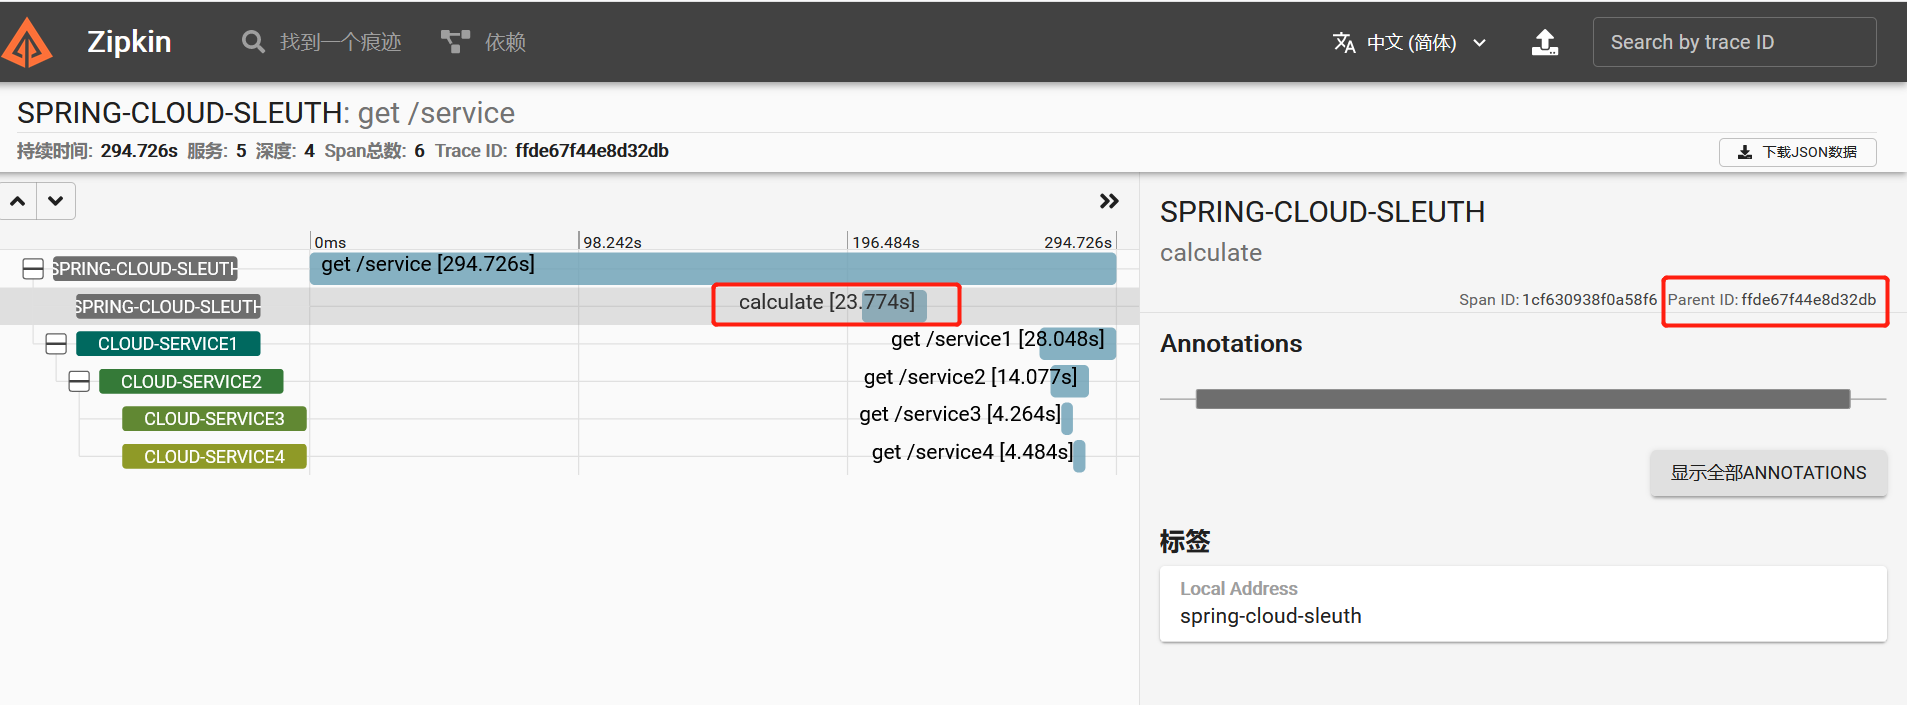 Zipkin 找到一个痕迹 依赖 中文 (简体) Search by trace ID
SPRING-CLOUD-SLEUTH: get /service
持续时间: 294.726s 服务: 5 深度: 4 Span总数: 6 Trace ID: ffde67f44e8d32db 下载JSON数据
0ms 98.242s 196.484s 294.726s
SPRING-CLOUD-SLEUTH get /service [294.726s]
SPRING-CLOUD-SLEUTH calculate [23.774s]
CLOUD-SERVICE1 get /service1 [28.048s]
CLOUD-SERVICE2 get /service2 [14.077s]
CLOUD-SERVICE3 get /service3 [4.264s]
CLOUD-SERVICE4 get /service4 [4.484s]
SPRING-CLOUD-SLEUTH
calculate
Span ID: 1cf630938f0a58f6 Parent ID: ffde67f44e8d32db
Annotations
显示全部ANNOTATIONS
标签
Local Address
spring-cloud-sleuth